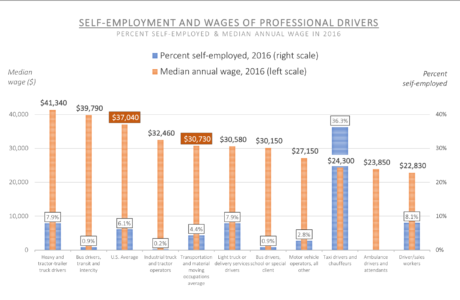 SELF-EMPLOYMENT AND WAGES OF PROFESSIONAL DRIVERS
PERCENT SELF-EMPLOYED & MEDIAN ANNUAL WAGE IN 2016
Percent self-employed, 2016 (right scale)
Median annual wage, 2016 (left scale)
Median
wage ($)
Percent
self-employed
$41,340
$39,790
$37,040
$32,460
$30,730
$30,580
$30,150
$27,150
36.3%
$24,300
$23,850
$22,830
40,000
30,000
20,000
10,000
0
40%
30%
20%
10%
0%
7.9%
0.9%
6.1%
0.2%
4.4%
7.9%
0.9%
2.8%
8.1%
Heavy and
tractor-trailer
truck drivers
Bus drivers,
transit and
intercity
U.S. Average
Industrial truck
and tractor
operators
Transportation
and material
moving
occupations
average
Light truck or
delivery services
drivers
Bus drivers,
school or special
client
Motor vehicle
operators, all
other
Taxi drivers and
chauffeurs
Ambulance
drivers and
attendants
Driver/sales
workers